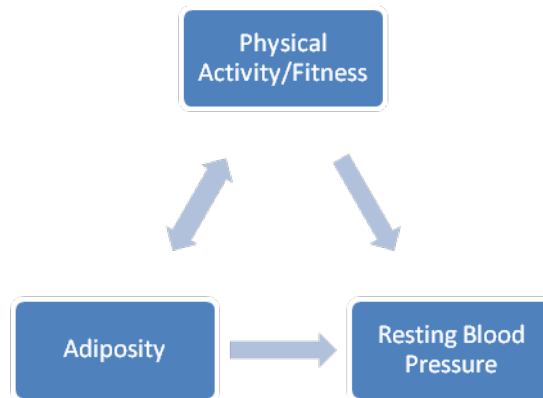 Physical
Activity/Fitness
Adiposity
Resting Blood
Pressure